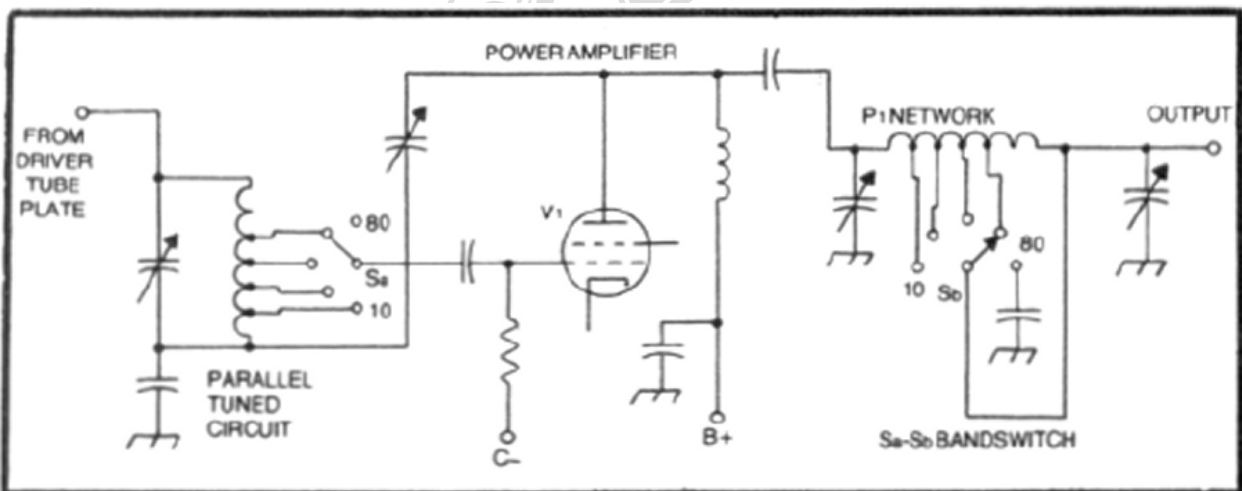 POWER AMPLIFIER
FROM
DRIVER
TUBE
PLATE
80
Sa
10
PARALLEL
TUNED
CIRCUIT
C–
V1
B+
P1 NETWORK
OUTPUT
10
Sb
80
Sa-Sb BANDSWITCH